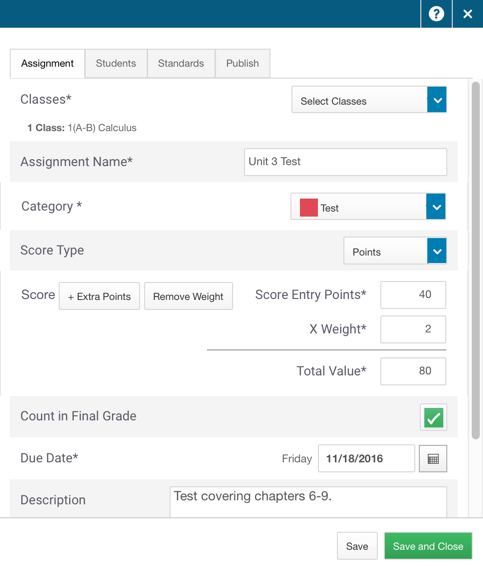 ?
×
Assignment Students Standards Publish
Classes* Select Classes
1 Class: 1(A-B) Calculus
Assignment Name* Unit 3 Test
Category * Test
Score Type Points
Score + Extra Points Remove Weight Score Entry Points* 40
X Weight* 2
Total Value* 80
Count in Final Grade
Due Date* Friday 11/18/2016
Description Test covering chapters 6-9.
Save Save and Close